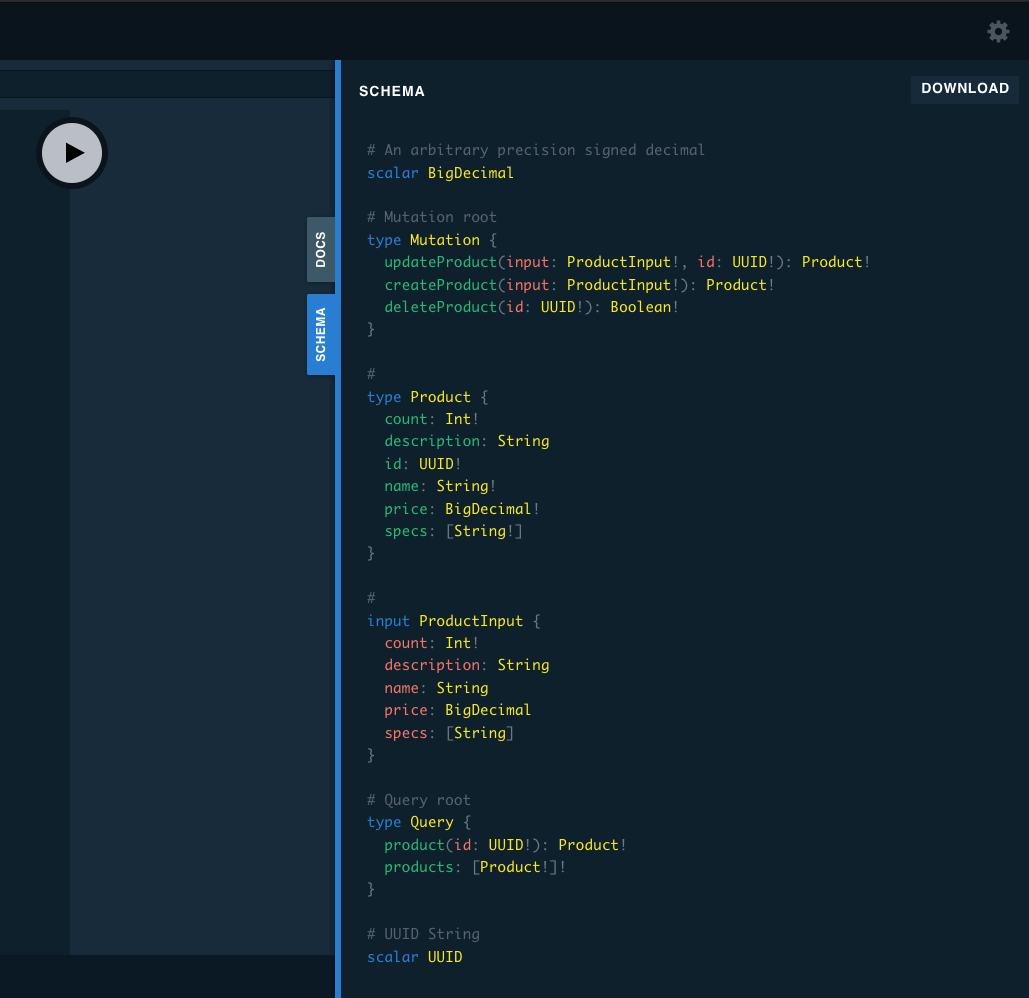 SCHEMA
DOWNLOAD
# An arbitrary precision signed decimal
scalar BigDecimal
# Mutation root
type Mutation {
  updateProduct(input: ProductInput!, id: UUID!): Product!
  createProduct(input: ProductInput!): Product!
  deleteProduct(id: UUID!): Boolean!
}
#
type Product {
  count: Int!
  description: String
  id: UUID!
  name: String!
  price: BigDecimal!
  specs: [String!]
}
#
input ProductInput {
  count: Int!
  description: String
  name: String
  price: BigDecimal
  specs: [String]
}
# Query root
type Query {
  product(id: UUID!): Product!
  products: [Product!]!
}
# UUID String
scalar UUID
DOCS
SCHEMA